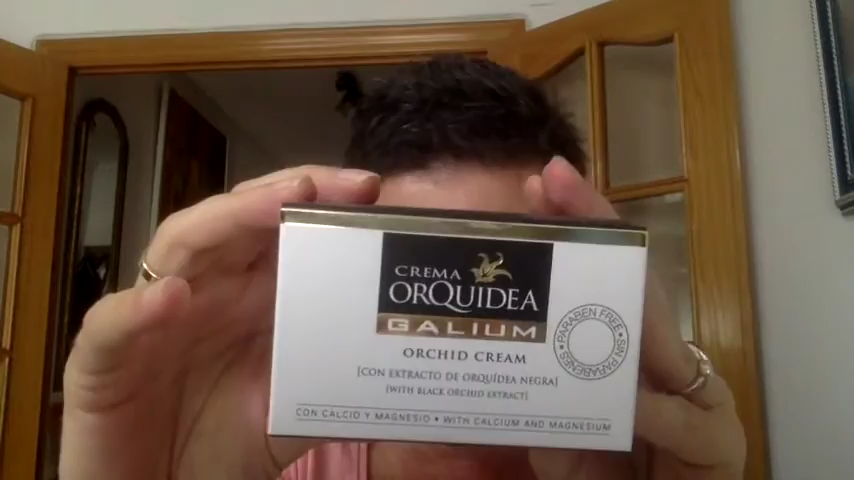 CREMA
ORQUIDEA
GALIUM
ORCHID CREAM
[CON EXTRACTO DE ORQUÍDEA NEGRA]
[WITH BLACK ORCHID EXTRACT]
CON CALCIO Y MAGNESIO • WITH CALCIUM AND MAGNESIUM
PARABEN FREE • SIN PARABENES •